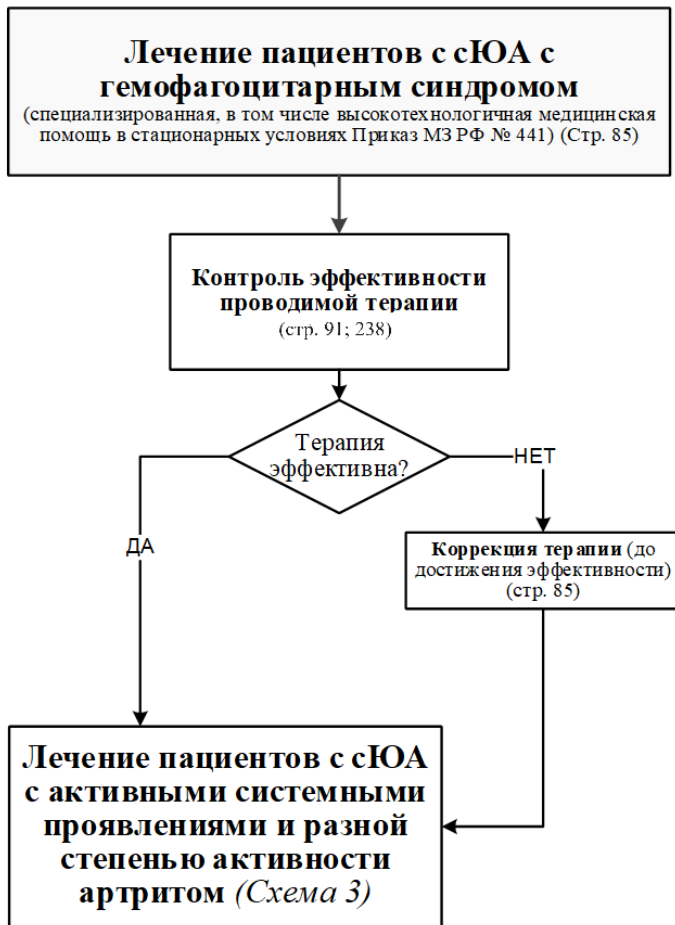 Лечение пациентов с сЮА с
гемофагоцитарным синдромом
(специализированная, в том числе высокотехнологичная медицинская
помощь в стационарных условиях Приказ МЗ РФ № 441) (Стр. 85)
Контроль эффективности
проводимой терапии
(стр. 91; 238)
Терапия
эффективна?
НЕТ
ДА
Коррекция терапии (до
достижения эффективности)
(стр. 85)
Лечение пациентов с сЮА
с активными системными
проявлениями и разной
степенью активности
артритом (Схема 3)